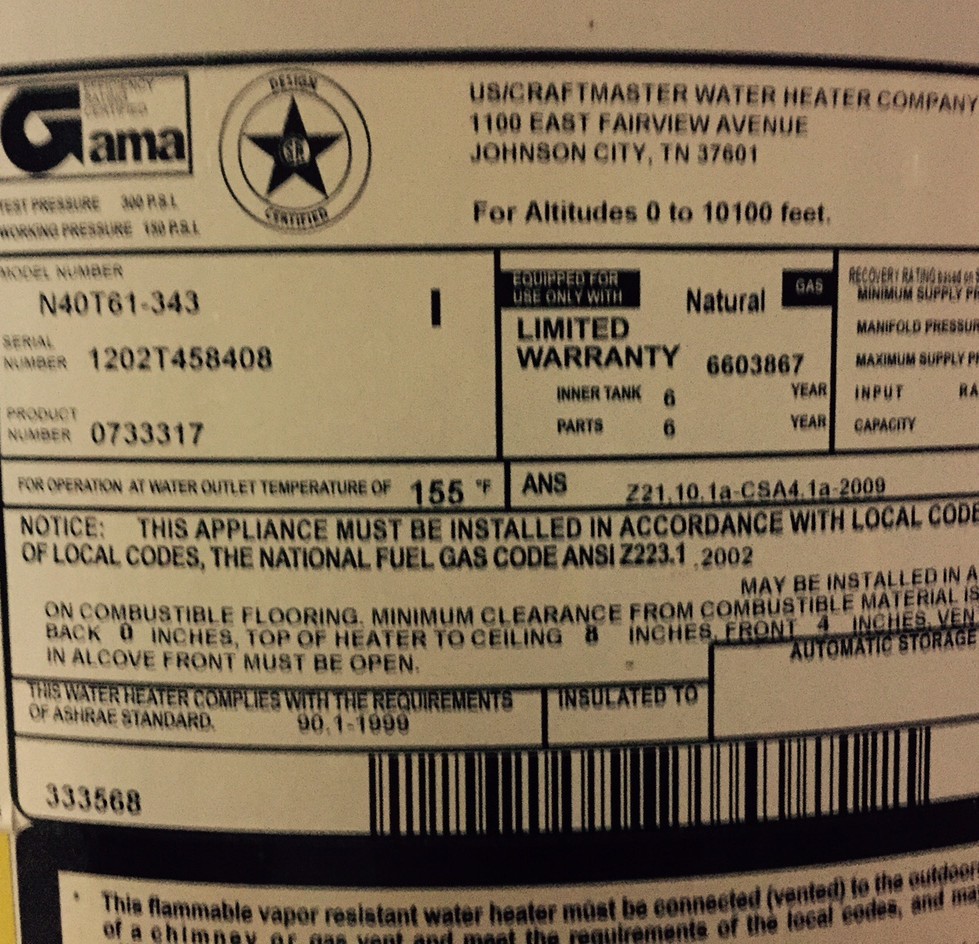 EFFICIENCY
RATING
CERTIFIED
Gama
DESIGN
CERTIFIED
US/CRAFTMASTER WATER HEATER COMPANY
1100 EAST FAIRVIEW AVENUE
JOHNSON CITY, TN 37601
TEST PRESSURE 300 P.S.I.
WORKING PRESSURE 150 P.S.I.
For Altitudes 0 to 10100 feet.
MODEL NUMBER
N40T61-343
I
SERIAL
NUMBER 1202T458408
PRODUCT
NUMBER 0733317
EQUIPPED FOR
USE ONLY WITH
Natural
GAS
LIMITED
WARRANTY 6603867
INNER TANK 6 YEAR
PARTS 6 YEAR
RECOVERY RATING based on
MINIMUM SUPPLY
MANIFOLD
MAXIMUM SUPPLY
INPUT
CAPACITY
FOR OPERATION AT WATER OUTLET TEMPERATURE OF 155 °F
ANS Z21.10.1a-CSA4.1a-2009
NOTICE: THIS APPLIANCE MUST BE INSTALLED IN ACCORDANCE WITH LOCAL CODE
OF LOCAL CODES, THE NATIONAL FUEL GAS CODE ANSI Z223.1 , 2002
MAY BE INSTALLED IN A
ON COMBUSTIBLE FLOORING. MINIMUM CLEARANCE FROM COMBUSTIBLE MATERIAL IS
BACK 0 INCHES, TOP OF HEATER TO CEILING 8 INCHES, FRONT 4 INCHES, VEN
IN ALCOVE FRONT MUST BE OPEN.
AUTOMATIC STORAGE
THIS WATER HEATER COMPLIES WITH THE REQUIREMENTS
OF ASHRAE STANDARD. 90.1-1999
INSULATED TO
333568
• This flammable vapor resistant water heater must be connected (vented) to the outdoor
of a chimney or gas vent and meet the requirements of the local codes, and